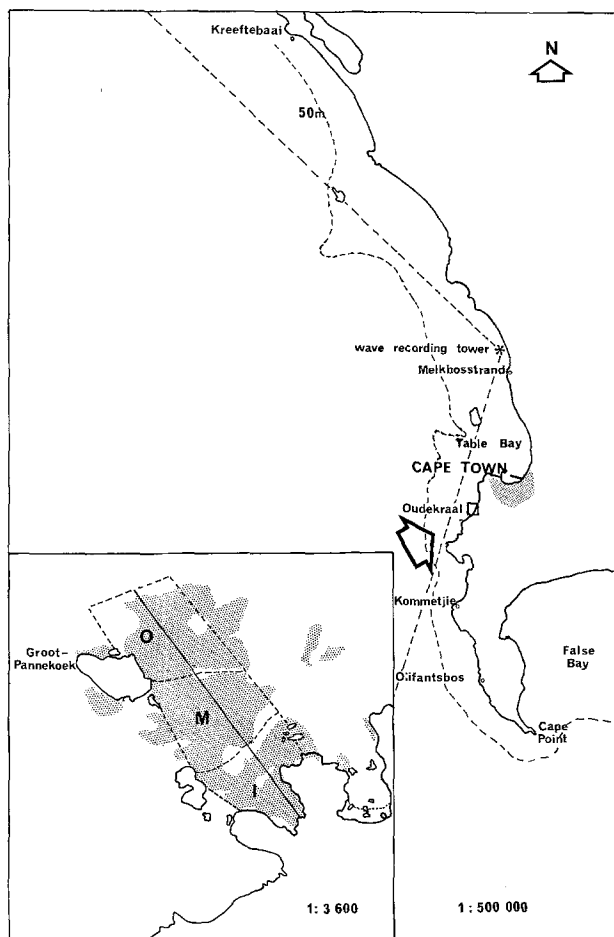 Kreeftebaai
N
50m
wave recording tower
Melkbosstrand
Table Bay
CAPE TOWN
Oudekraal
Kommetjie
Olifantsbos
False
Bay
Cape
Point
Groot-
Pannekoek
O
M
I
1: 3 600
1: 500 000